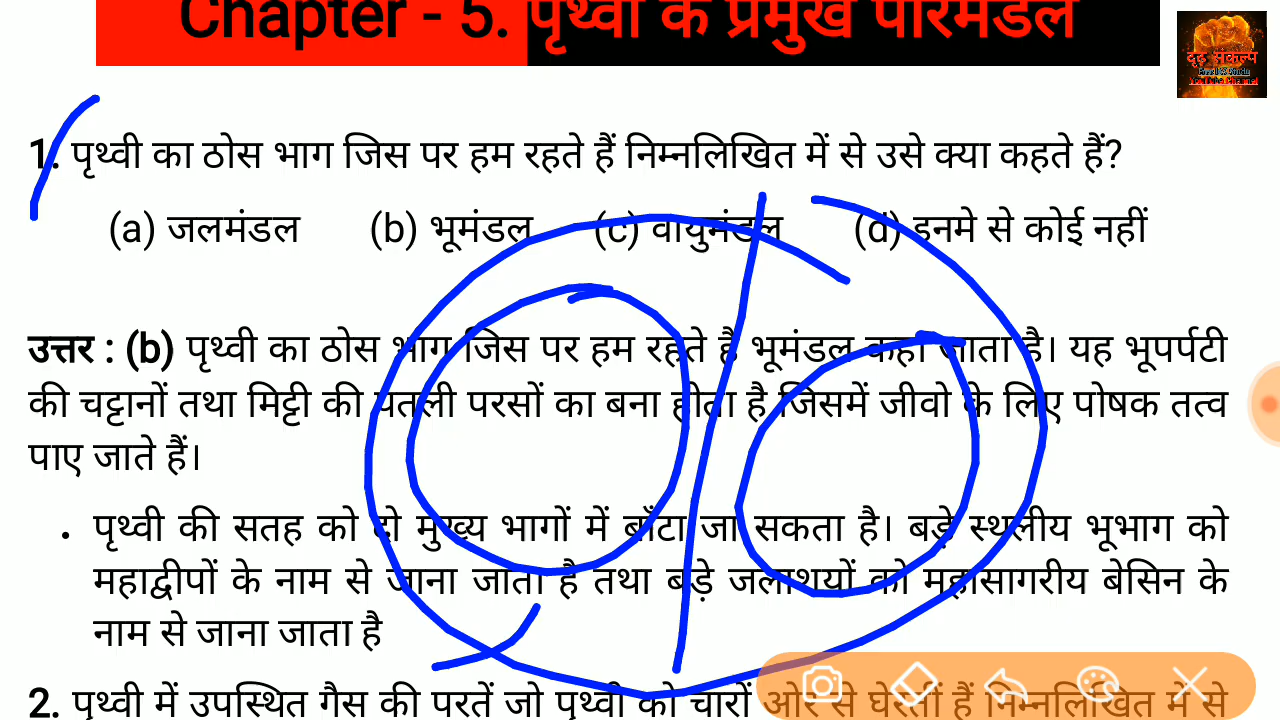 Chapter - 5. पृथ्वी के प्रमुख परिमंडल
दृढ़ संकल्प
1. पृथ्वी का ठोस भाग जिस पर हम रहते हैं निम्नलिखित में से उसे क्या कहते हैं?
(a) जलमंडल (b) भूमंडल (c) वायुमंडल (d) इनमे से कोई नहीं
उत्तर : (b) पृथ्वी का ठोस भाग जिस पर हम रहते है भूमंडल कहा जाता है। यह भूपर्पटी
की चट्टानों तथा मिट्टी की पतली परसों का बना होता है जिसमें जीवो के लिए पोषक तत्व
पाए जाते हैं।
• पृथ्वी की सतह को दो मुख्य भागों में बाँटा जा सकता है। बड़े स्थलीय भूभाग को
महाद्वीपों के नाम से जाना जाता है तथा बड़े जलाशयों को महासागरीय बेसिन के
नाम से जाना जाता है
2. पृथ्वी में उपस्थित गैस की परतें जो पृथ्वी को चारों ओर से घेरती हैं निम्नलिखित में से